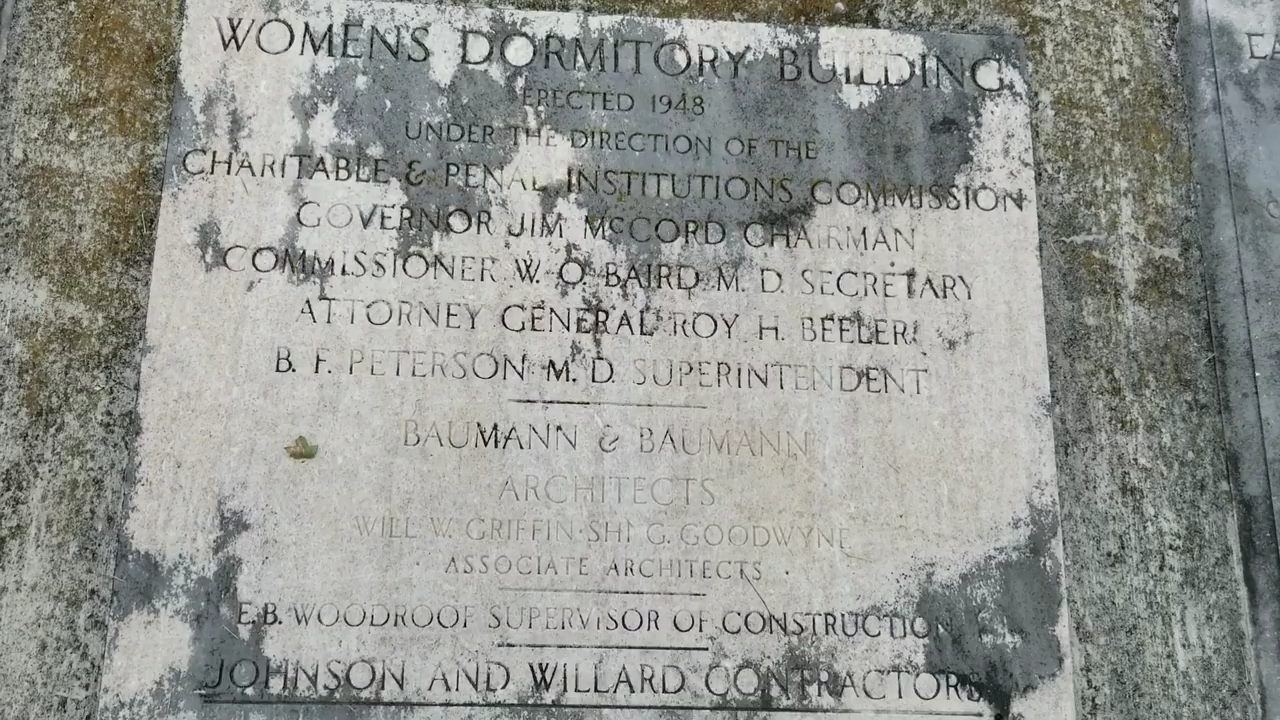 WOMENS DORMITORY BUILDING
ERECTED 1948
UNDER THE DIRECTION OF THE
CHARITABLE & PENAL INSTITUTIONS COMMISSION
GOVERNOR JIM McCORD CHAIRMAN
COMMISSIONER W. O. BAIRD M. D. SECRETARY
ATTORNEY GENERAL ROY H. BEELER
B. F. PETERSON M. D. SUPERINTENDENT
BAUMANN & BAUMANN
ARCHITECTS
WILL W. GRIFFIN·SHI G. GOODWYNE
· ASSOCIATE ARCHITECTS ·
E.B. WOODROOF SUPERVISOR OF CONSTRUCTION
JOHNSON AND WILLARD CONTRACTORS